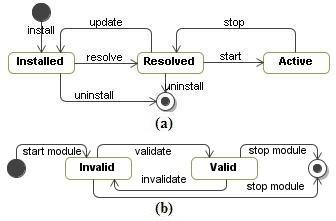 update
stop
install
Installed
resolve
Resolved
start
Active
uninstall
uninstall
(a)
start module
validate
stop module
Invalid
Valid
invalidate
stop module
(b)